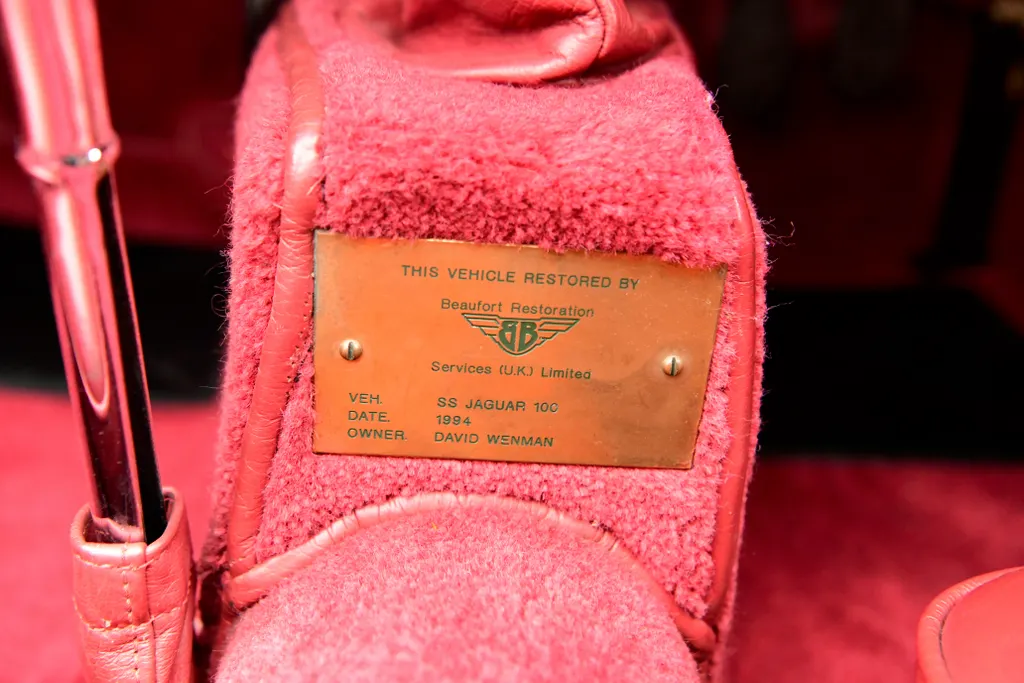 THIS VEHICLE RESTORED BY
Beaufort Restoration
BB
Services (U.K.) Limited
VEH. SS JAGUAR 100
DATE. 1994
OWNER. DAVID WENMAN